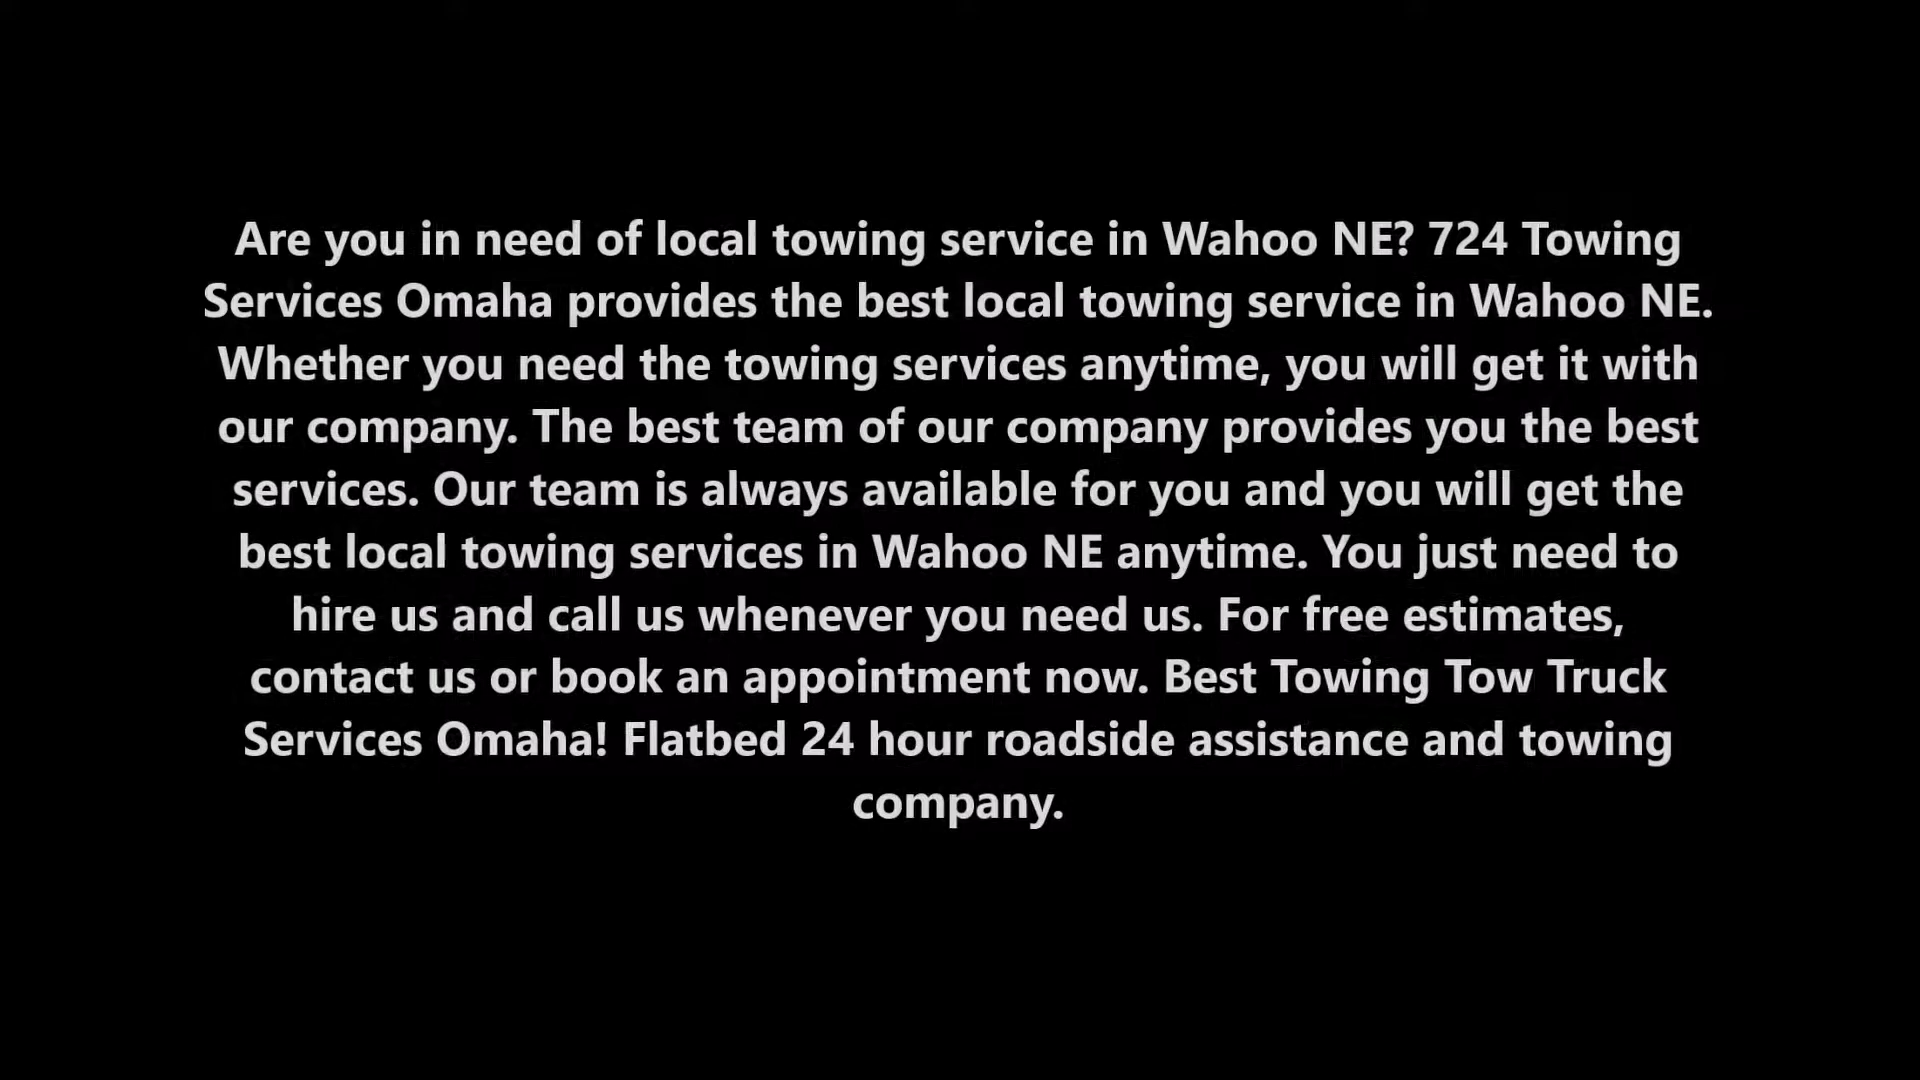 Are you in need of local towing service in Wahoo NE? 724 Towing
Services Omaha provides the best local towing service in Wahoo NE.
Whether you need the towing services anytime, you will get it with
our company. The best team of our company provides you the best
services. Our team is always available for you and you will get the
best local towing services in Wahoo NE anytime. You just need to
hire us and call us whenever you need us. For free estimates,
contact us or book an appointment now. Best Towing Tow Truck
Services Omaha! Flatbed 24 hour roadside assistance and towing
company.